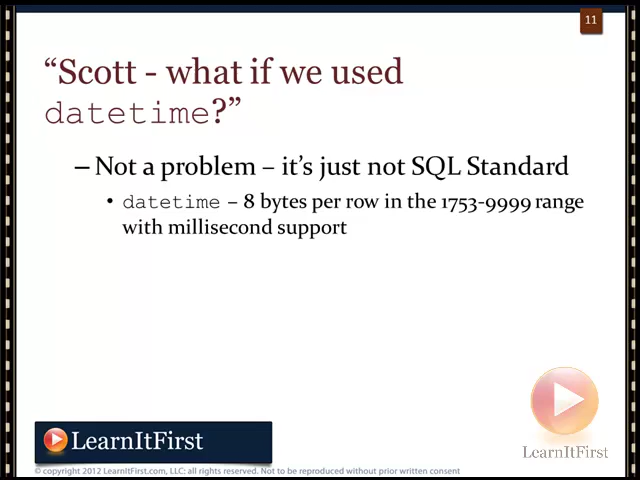 11
“Scott - what if we used
datetime?”
– Not a problem – it’s just not SQL Standard
• datetime – 8 bytes per row in the 1753-9999 range
with millisecond support
LearnItFirst
LearnItFirst
© copyright 2012 LearnItFirst.com, LLC; all rights reserved. Not to be reproduced without prior written consent